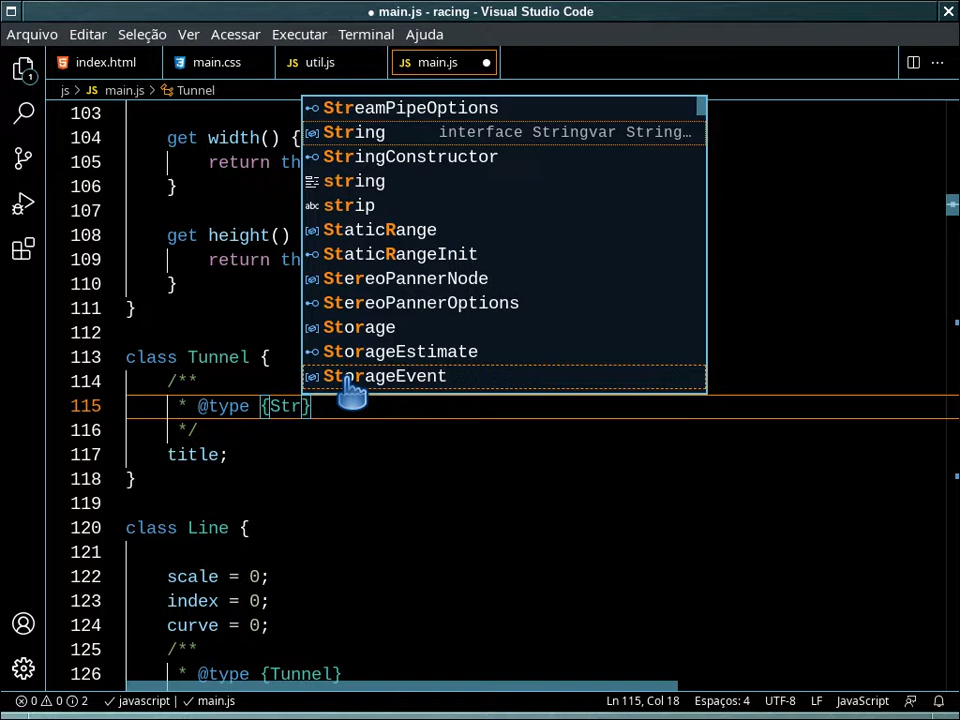 ● main.js - racing - Visual Studio Code
Arquivo Editar Seleção Ver Acessar Executar Terminal Ajuda
index.html main.css JS util.js JS main.js ●
js > JS main.js > Tunnel
103
104 get width() {
105 return th
106 }
107
108 get height()
109 return th
110 }
111 }
112
113 class Tunnel {
114 /**
115 * @type {Str}
116 */
117 title;
118 }
119
120 class Line {
121
122 scale = 0;
123 index = 0;
124 curve = 0;
125 /**
126 * @type {Tunnel}
StreamPipeOptions
String interface Stringvar String…
StringConstructor
string
abc strip
StaticRange
StaticRangeInit
StereoPannerNode
StereoPannerOptions
Storage
StorageEstimate
StorageEvent
1
0 0 2 javascript main.js Ln 115, Col 18 Espaços: 4 UTF-8 LF JavaScript